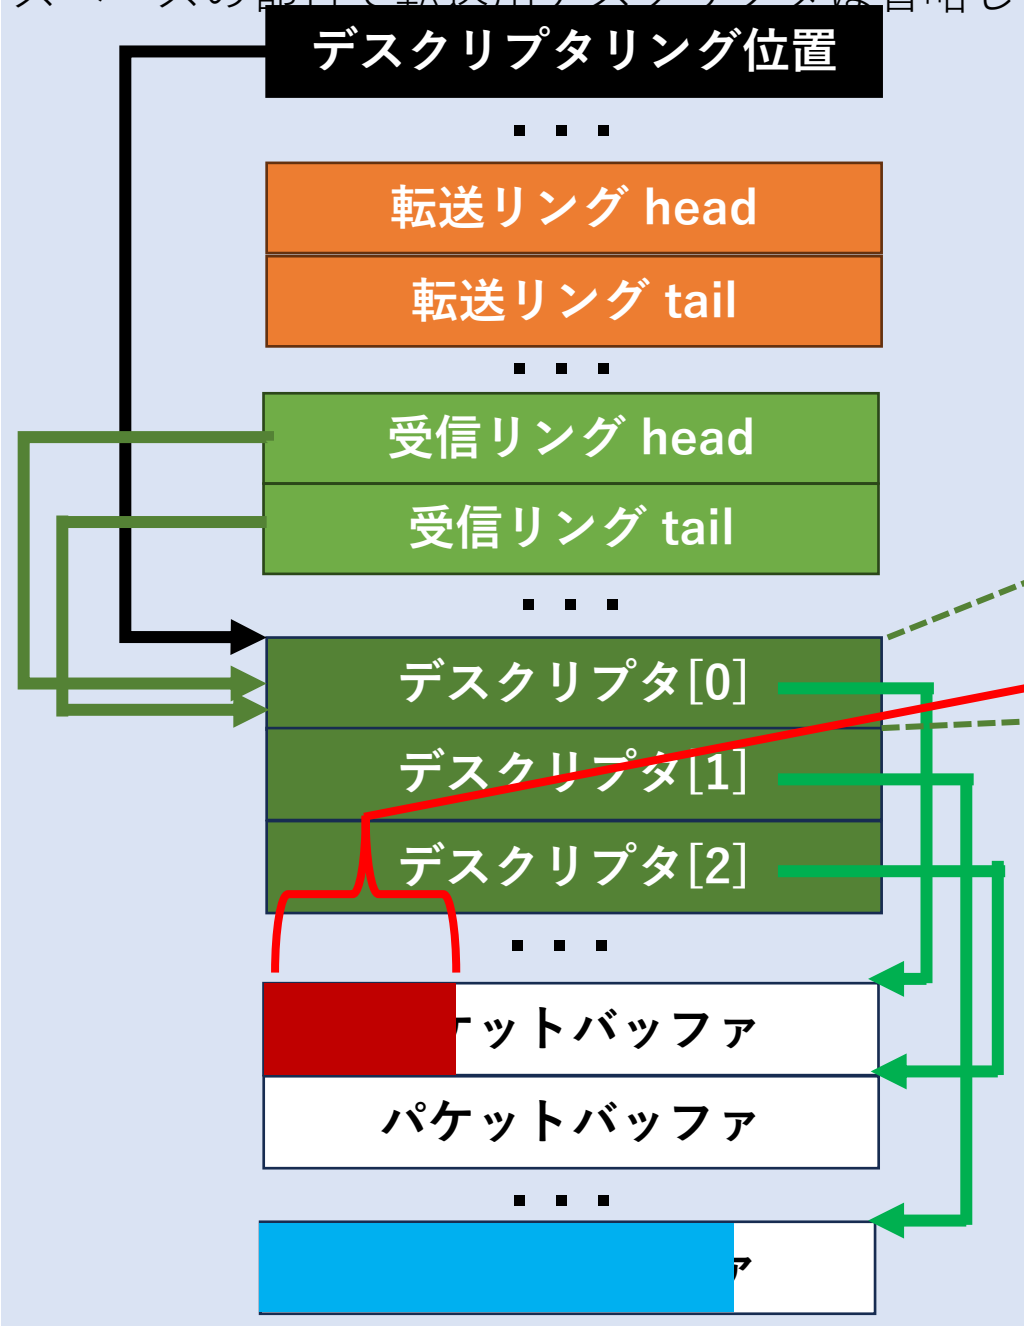 デスクリプタリング位置
...
転送リング head
転送リング tail
...
受信リング head
受信リング tail
...
デスクリプタ[0]
デスクリプタ[1]
デスクリプタ[2]
...
ケットバッファ
パケットバッファ
...
ァ